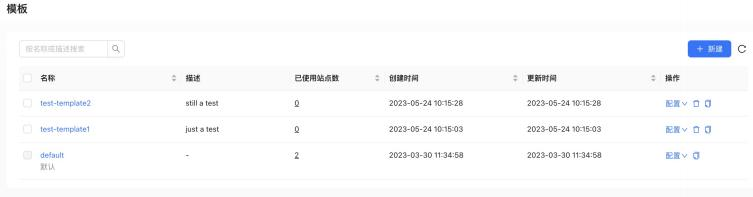 模板
按名称或描述搜索
+ 新建
名称 描述 已使用站点数 创建时间 更新时间 操作
test-template2 still a test 0 2023-05-24 10:15:28 2023-05-24 10:15:28 配置
test-template1 just a test 0 2023-05-24 10:15:03 2023-05-24 10:15:03 配置
default - 2 2023-03-30 11:34:58 2023-03-30 11:34:58 配置
默认